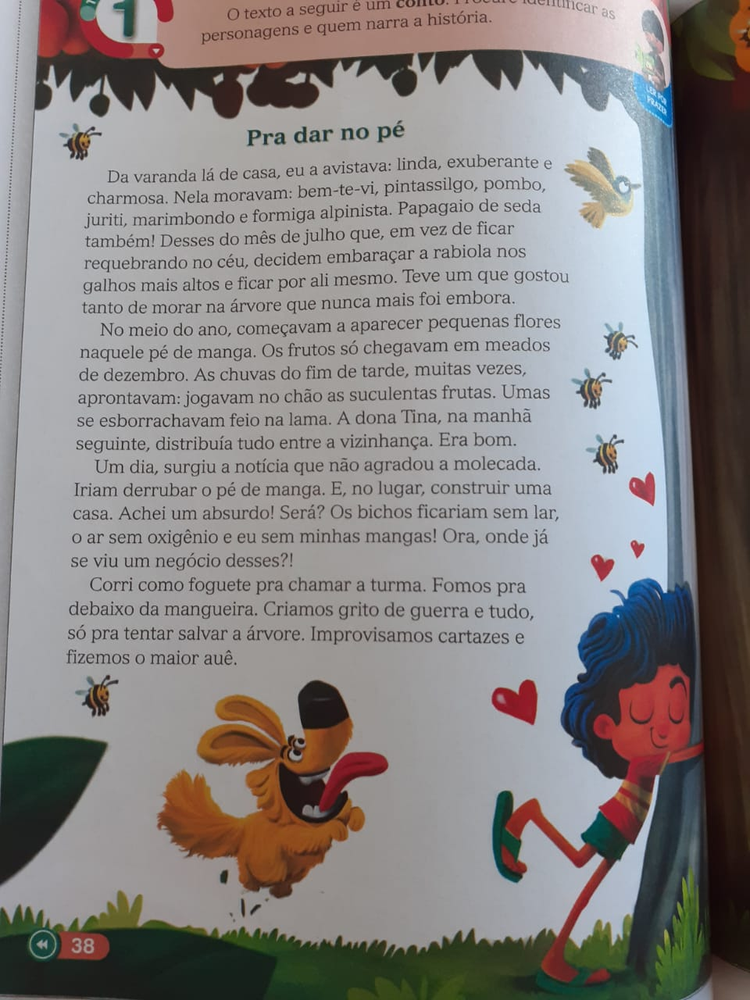 1
O texto a seguir é um conto. Procure identificar as
personagens e quem narra a história.
LER POR
PRAZER
Pra dar no pé
Da varanda lá de casa, eu a avistava: linda, exuberante e
charmosa. Nela moravam: bem-te-vi, pintassilgo, pombo,
juriti, marimbondo e formiga alpinista. Papagaio de seda
também! Desses do mês de julho que, em vez de ficar
requebrando no céu, decidem embaraçar a rabiola nos
galhos mais altos e ficar por ali mesmo. Teve um que gostou
tanto de morar na árvore que nunca mais foi embora.
No meio do ano, começavam a aparecer pequenas flores
naquele pé de manga. Os frutos só chegavam em meados
de dezembro. As chuvas do fim de tarde, muitas vezes,
aprontavam: jogavam no chão as suculentas frutas. Umas
se esborrachavam feio na lama. A dona Tina, na manhã
seguinte, distribuía tudo entre a vizinhança. Era bom.
Um dia, surgiu a notícia que não agradou a molecada.
Iriam derrubar o pé de manga. E, no lugar, construir uma
casa. Achei um absurdo! Será? Os bichos ficariam sem lar,
o ar sem oxigênio e eu sem minhas mangas! Ora, onde já
se viu um negócio desses?!
Corri como foguete pra chamar a turma. Fomos pra
debaixo da mangueira. Criamos grito de guerra e tudo,
só pra tentar salvar a árvore. Improvisamos cartazes e
fizemos o maior auê.
38